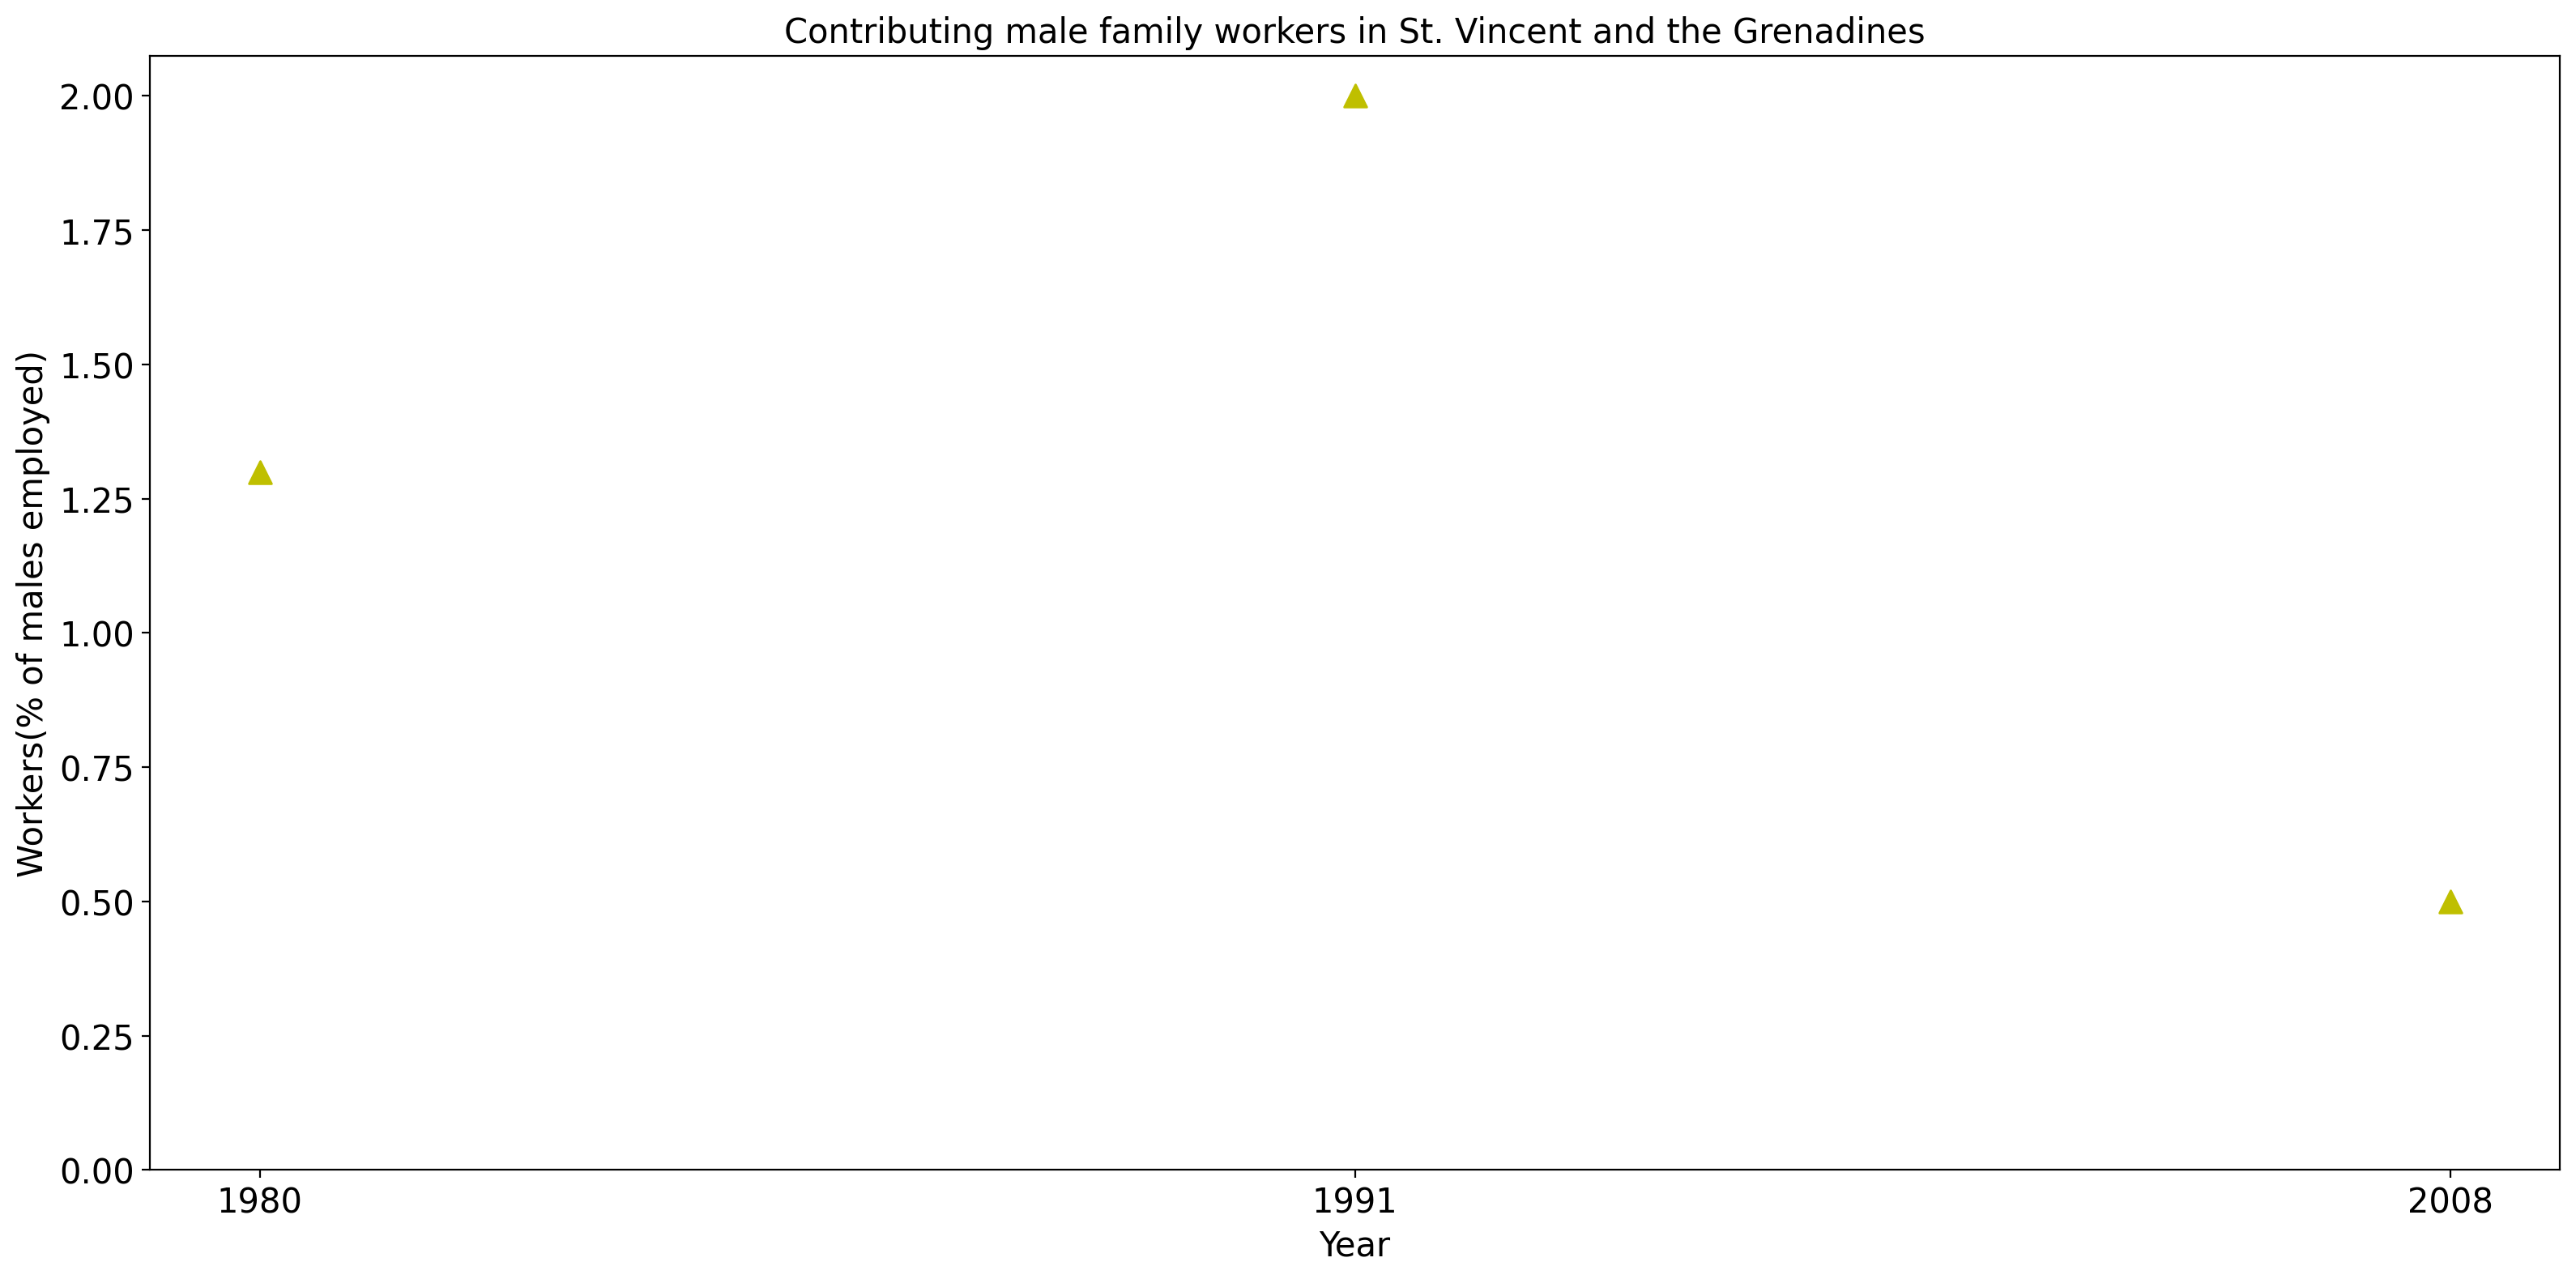 Contributing male family workers in St. Vincent and the Grenadines
Workers(% of males employed)
2.00
1.75
1.50
1.25
1.00
0.75
0.50
0.25
0.00
1980 1991 2008
Year